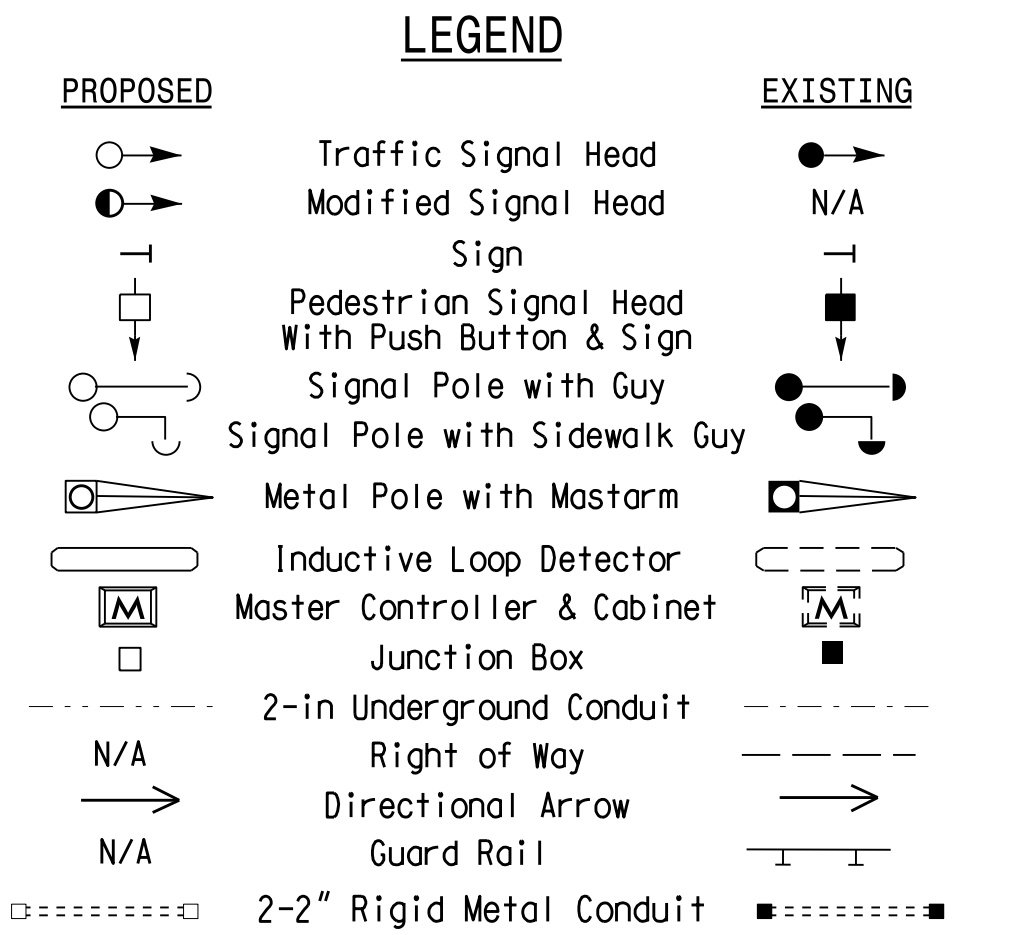 LEGEND
PROPOSED EXISTING
Traffic Signal Head
Modified Signal Head N/A
Sign
Pedestrian Signal Head
With Push Button & Sign
Signal Pole with Guy
Signal Pole with Sidewalk Guy
Metal Pole with Mastarm
Inductive Loop Detector
M Master Controller & Cabinet M
Junction Box
2-in Underground Conduit
N/A Right of Way
Directional Arrow
N/A Guard Rail
2-2" Rigid Metal Conduit